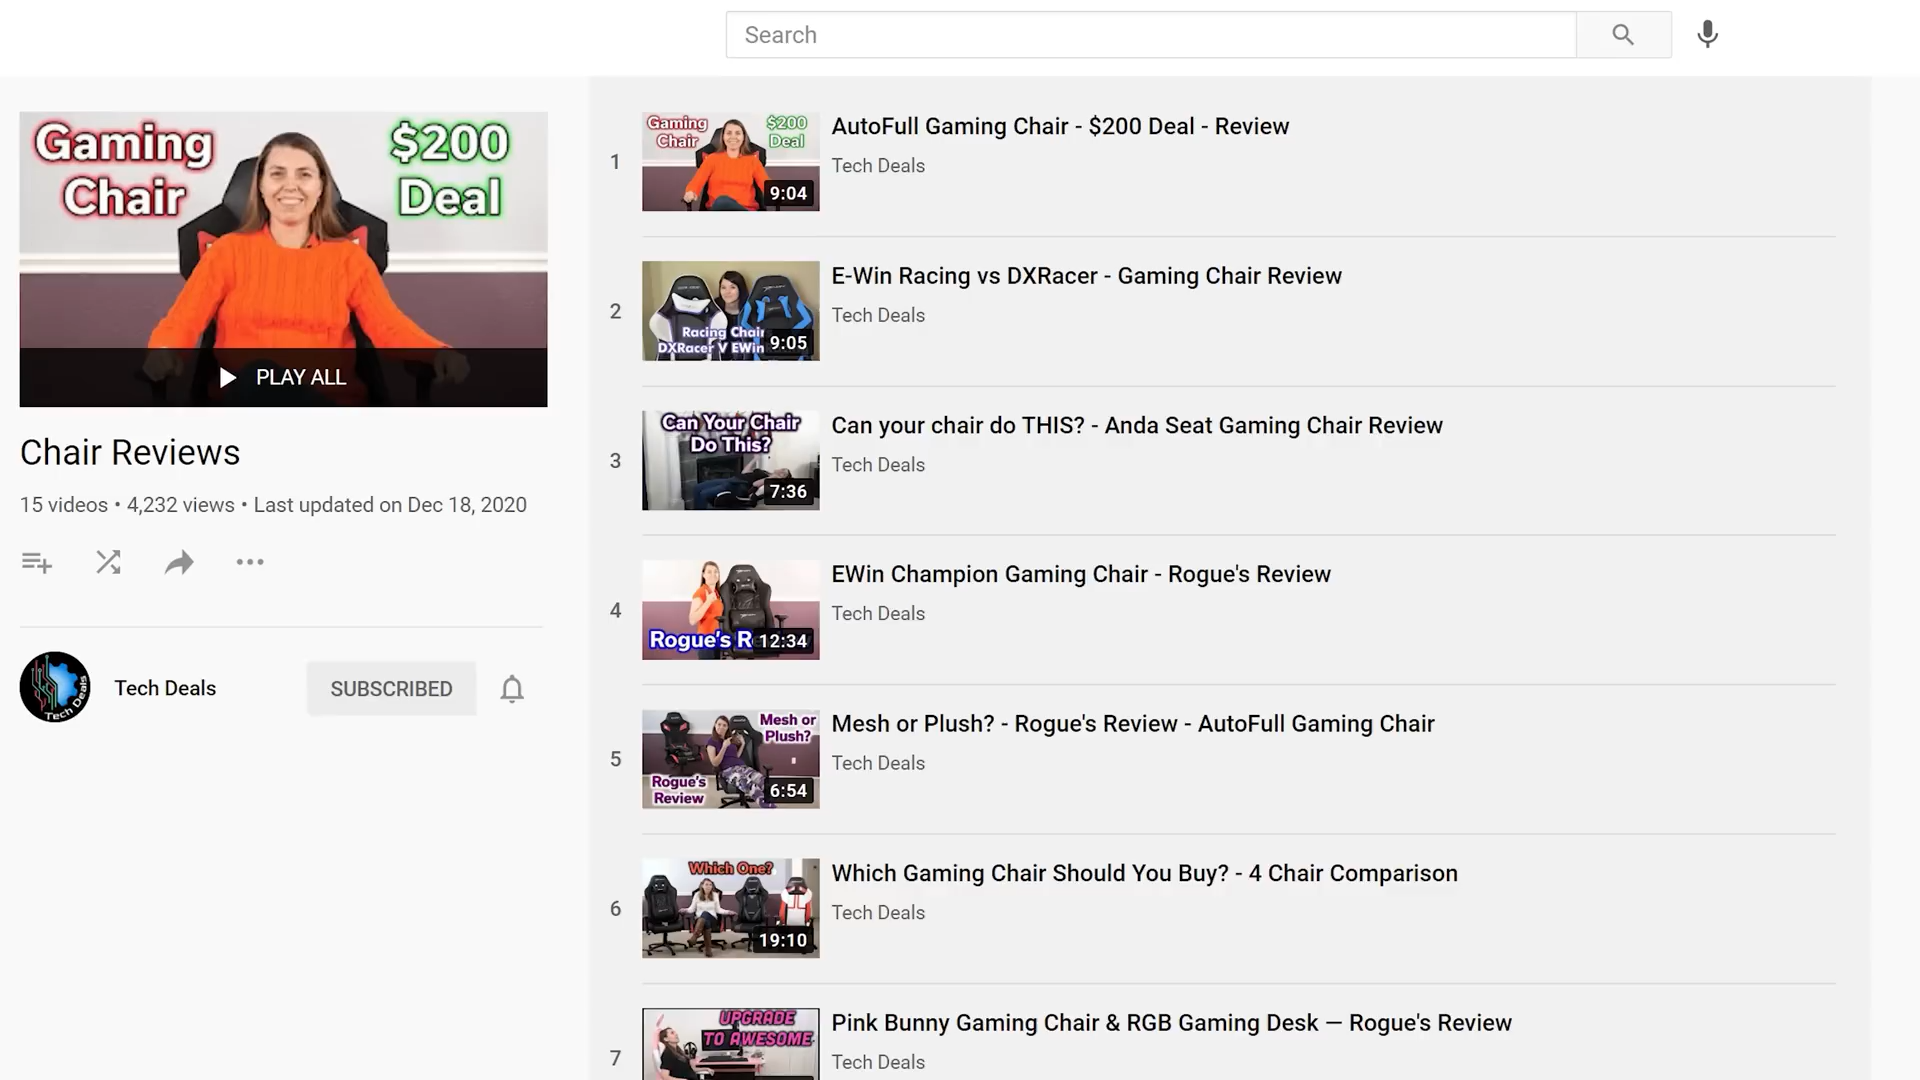 Search
Gaming
Chair
$200
Deal
PLAY ALL
Chair Reviews
15 videos • 4,232 views • Last updated on Dec 18, 2020
Tech Deals
Tech Deals
SUBSCRIBED
1
Gaming
Chair
$200
Deal
9:04
AutoFull Gaming Chair - $200 Deal - Review
Tech Deals
2
Racing Chair
DXRacer V EWin
9:05
E-Win Racing vs DXRacer - Gaming Chair Review
Tech Deals
3
Can Your Chair
Do This?
7:36
Can your chair do THIS? - Anda Seat Gaming Chair Review
Tech Deals
4
Rogue's R
12:34
EWin Champion Gaming Chair - Rogue's Review
Tech Deals
5
Mesh or
Plush?
Rogue's
Review
6:54
Mesh or Plush? - Rogue's Review - AutoFull Gaming Chair
Tech Deals
6
Which One?
19:10
Which Gaming Chair Should You Buy? - 4 Chair Comparison
Tech Deals
7
UPGRADE
TO AWESOME
Pink Bunny Gaming Chair & RGB Gaming Desk — Rogue's Review
Tech Deals